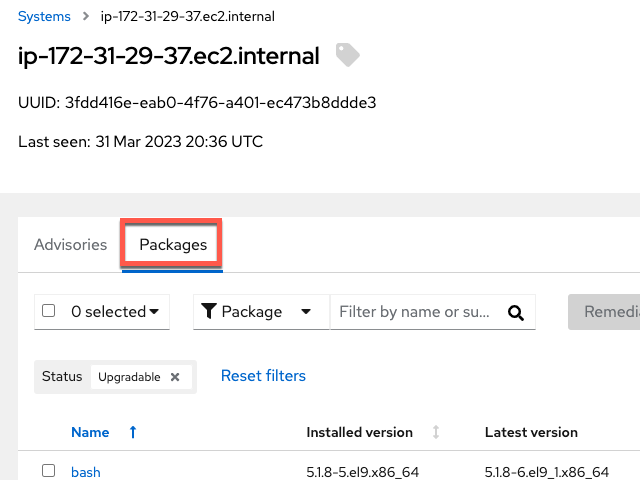 Systems > ip-172-31-29-37.ec2.internal
ip-172-31-29-37.ec2.internal
UUID: 3fdd416e-eab0-4f76-a401-ec473b8ddde3
Last seen: 31 Mar 2023 20:36 UTC
Advisories Packages
0 selected Package Filter by name or su... Remedia
Status Upgradable × Reset filters
Name ↑ Installed version Latest version
bash 5.1.8-5.el9.x86_64 5.1.8-6.el9_1.x86_64